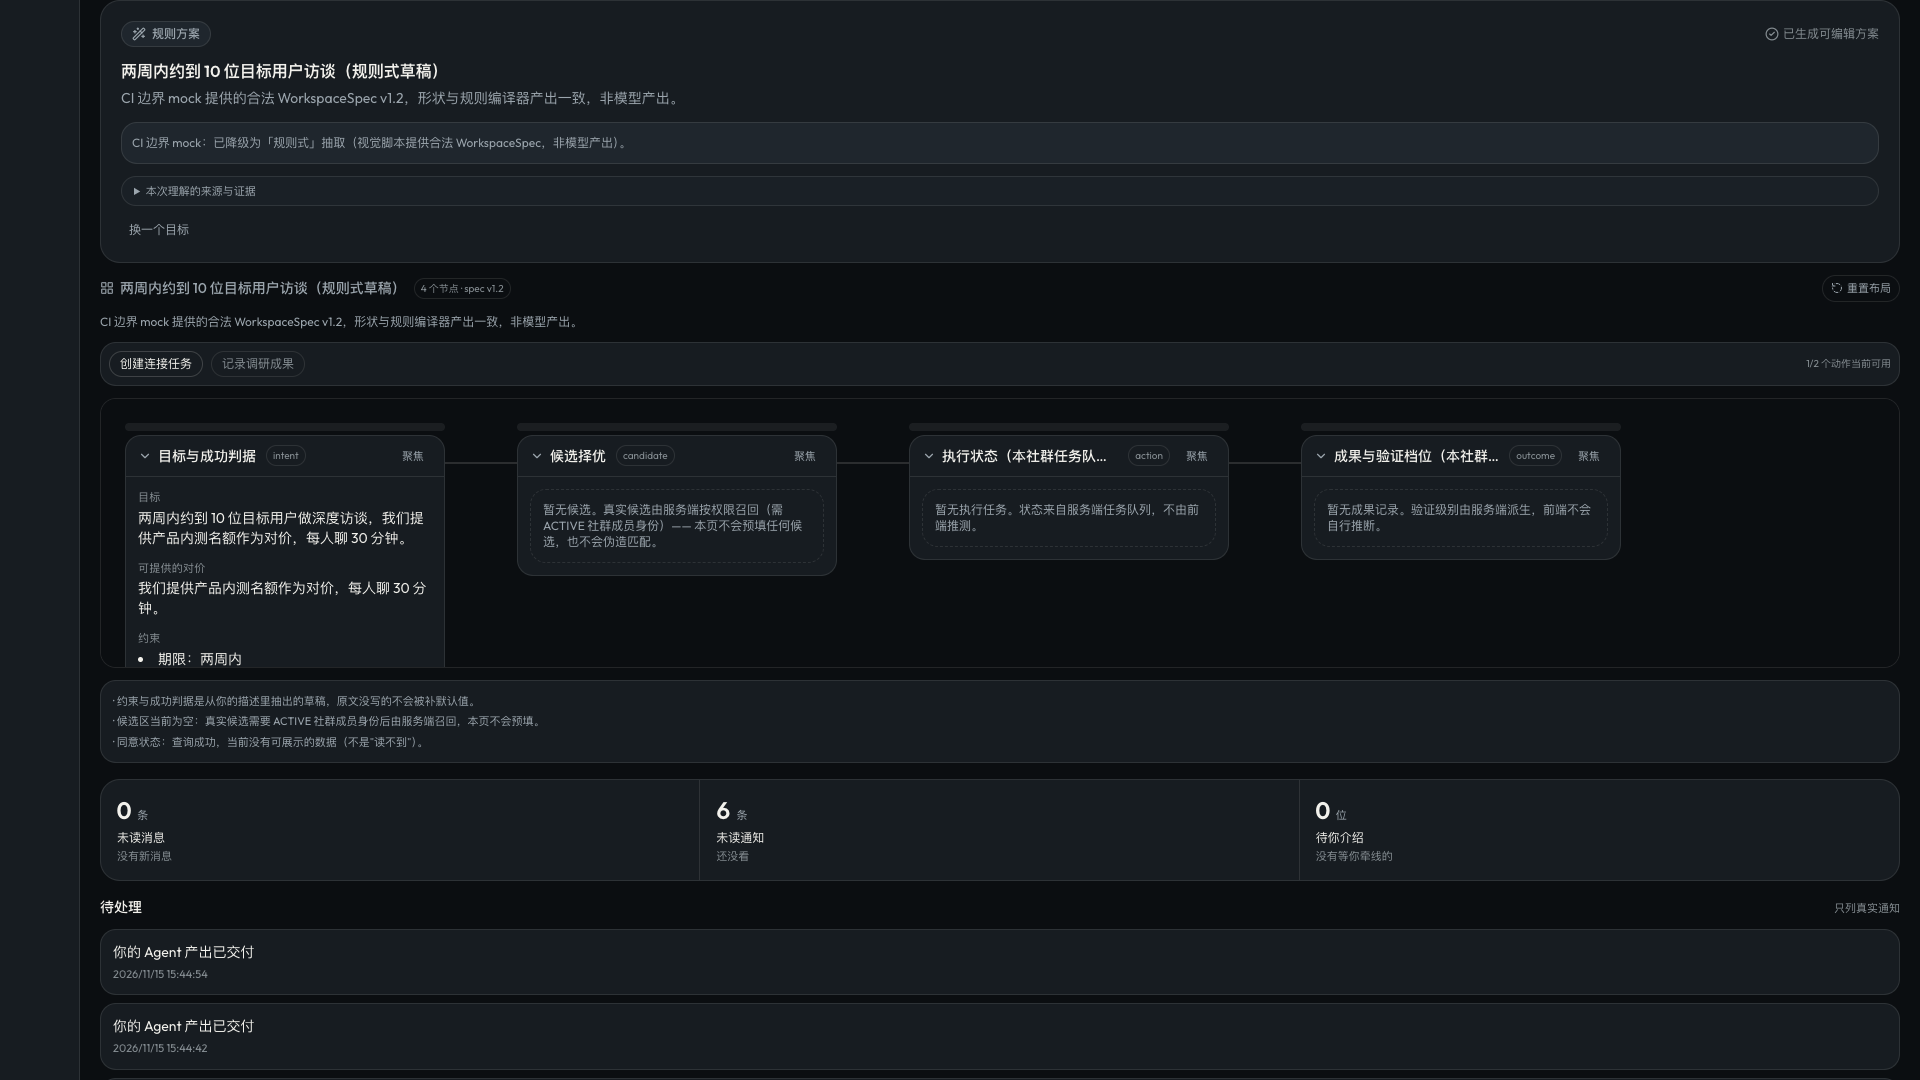 规则方案
已生成可编辑方案
两周内约到 10 位目标用户访谈（规则式草稿）
CI 边界 mock 提供的合法 WorkspaceSpec v1.2，形状与规则编译器产出一致，非模型产出。
CI 边界 mock：已降级为「规则式」抽取（视觉脚本提供合法 WorkspaceSpec，非模型产出）。
▶ 本次理解的来源与证据
换一个目标
两周内约到 10 位目标用户访谈（规则式草稿）
4 个节点 · spec v1.2
重置布局
CI 边界 mock 提供的合法 WorkspaceSpec v1.2，形状与规则编译器产出一致，非模型产出。
创建连接任务
记录调研成果
1/2 个动作当前可用
目标与成功判据
intent
聚焦
目标
两周内约到 10 位目标用户做深度访谈，我们提
供产品内测名额作为对价，每人聊 30 分钟。
可提供的对价
我们提供产品内测名额作为对价，每人聊 30 分
钟。
约束
• 期限：两周内
候选择优
candidate
聚焦
暂无候选。真实候选由服务端按权限召回（需
ACTIVE 社群成员身份）—— 本页不会预填任何候
选，也不会伪造匹配。
执行状态（本社群任务队...
action
聚焦
暂无执行任务。状态来自服务端任务队列，不由前
端推测。
成果与验证档位（本社群...
outcome
聚焦
暂无成果记录。验证级别由服务端派生，前端不会
自行推断。
· 约束与成功判据是从你的描述里抽出的草稿，原文没写的不会被补默认值。
· 候选区当前为空：真实候选需要 ACTIVE 社群成员身份后由服务端召回，本页不会预填。
· 同意状态：查询成功，当前没有可展示的数据（不是“读不到”）。
0 条
未读消息
没有新消息
6 条
未读通知
还没看
0 位
待你介绍
没有等你牵线的
待处理
只列真实通知
你的 Agent 产出已交付
2026/11/15 15:44:54
你的 Agent 产出已交付
2026/11/15 15:44:42